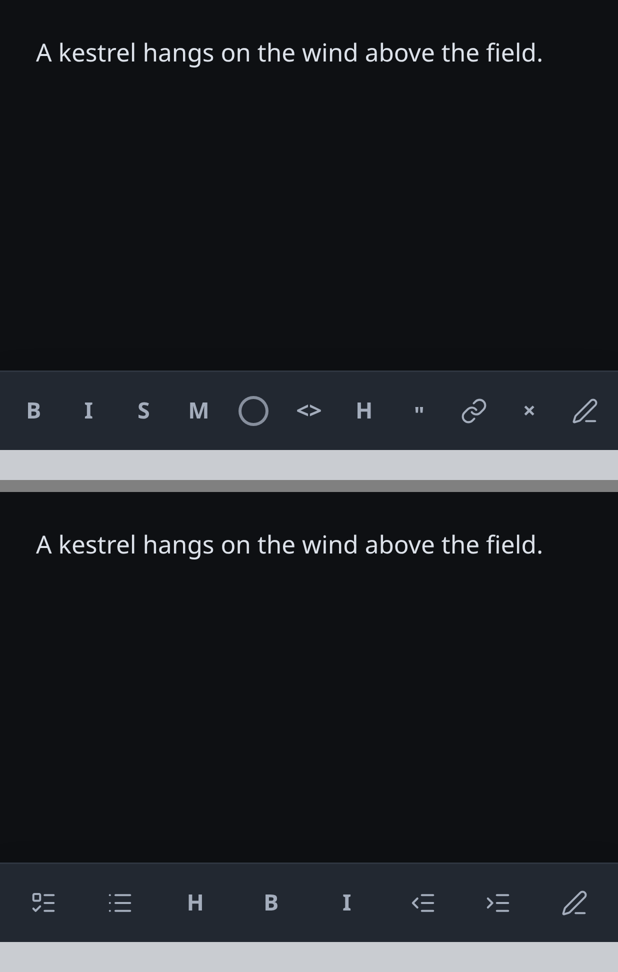 A kestrel hangs on the wind above the field.
B I S M <> H " ×
A kestrel hangs on the wind above the field.
H B I